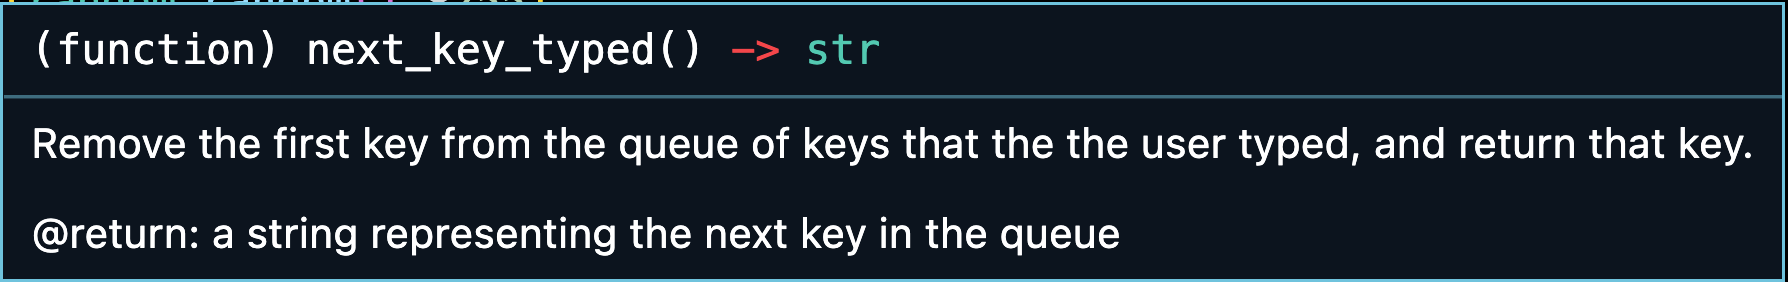 (function) next_key_typed() -> str
Remove the first key from the queue of keys that the the user typed, and return that key.
@return: a string representing the next key in the queue